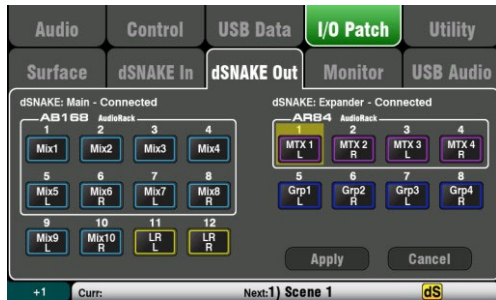 Audio Control USB Data I/O Patch Utility
Surface dSNAKE In dSNAKE Out Monitor USB Audio
dSNAKE: Main - Connected
AB168 AudioRack
1 2 3 4
Mix1 Mix2 Mix3 Mix4
5 6 7 8
Mix5 L Mix6 R Mix7 L Mix8 R
9 10 11 12
Mix9 L Mix10 R LR L LR R
dSNAKE: Expander - Connected
AR84 AudioRack
1 2 3 4
MTX 1 L MTX 2 R MTX 3 L MTX 4 R
5 6 7 8
Grp1 L Grp2 R Grp3 L Grp4 R
Apply Cancel
+1 Curr: Next:1) Scene 1 dS